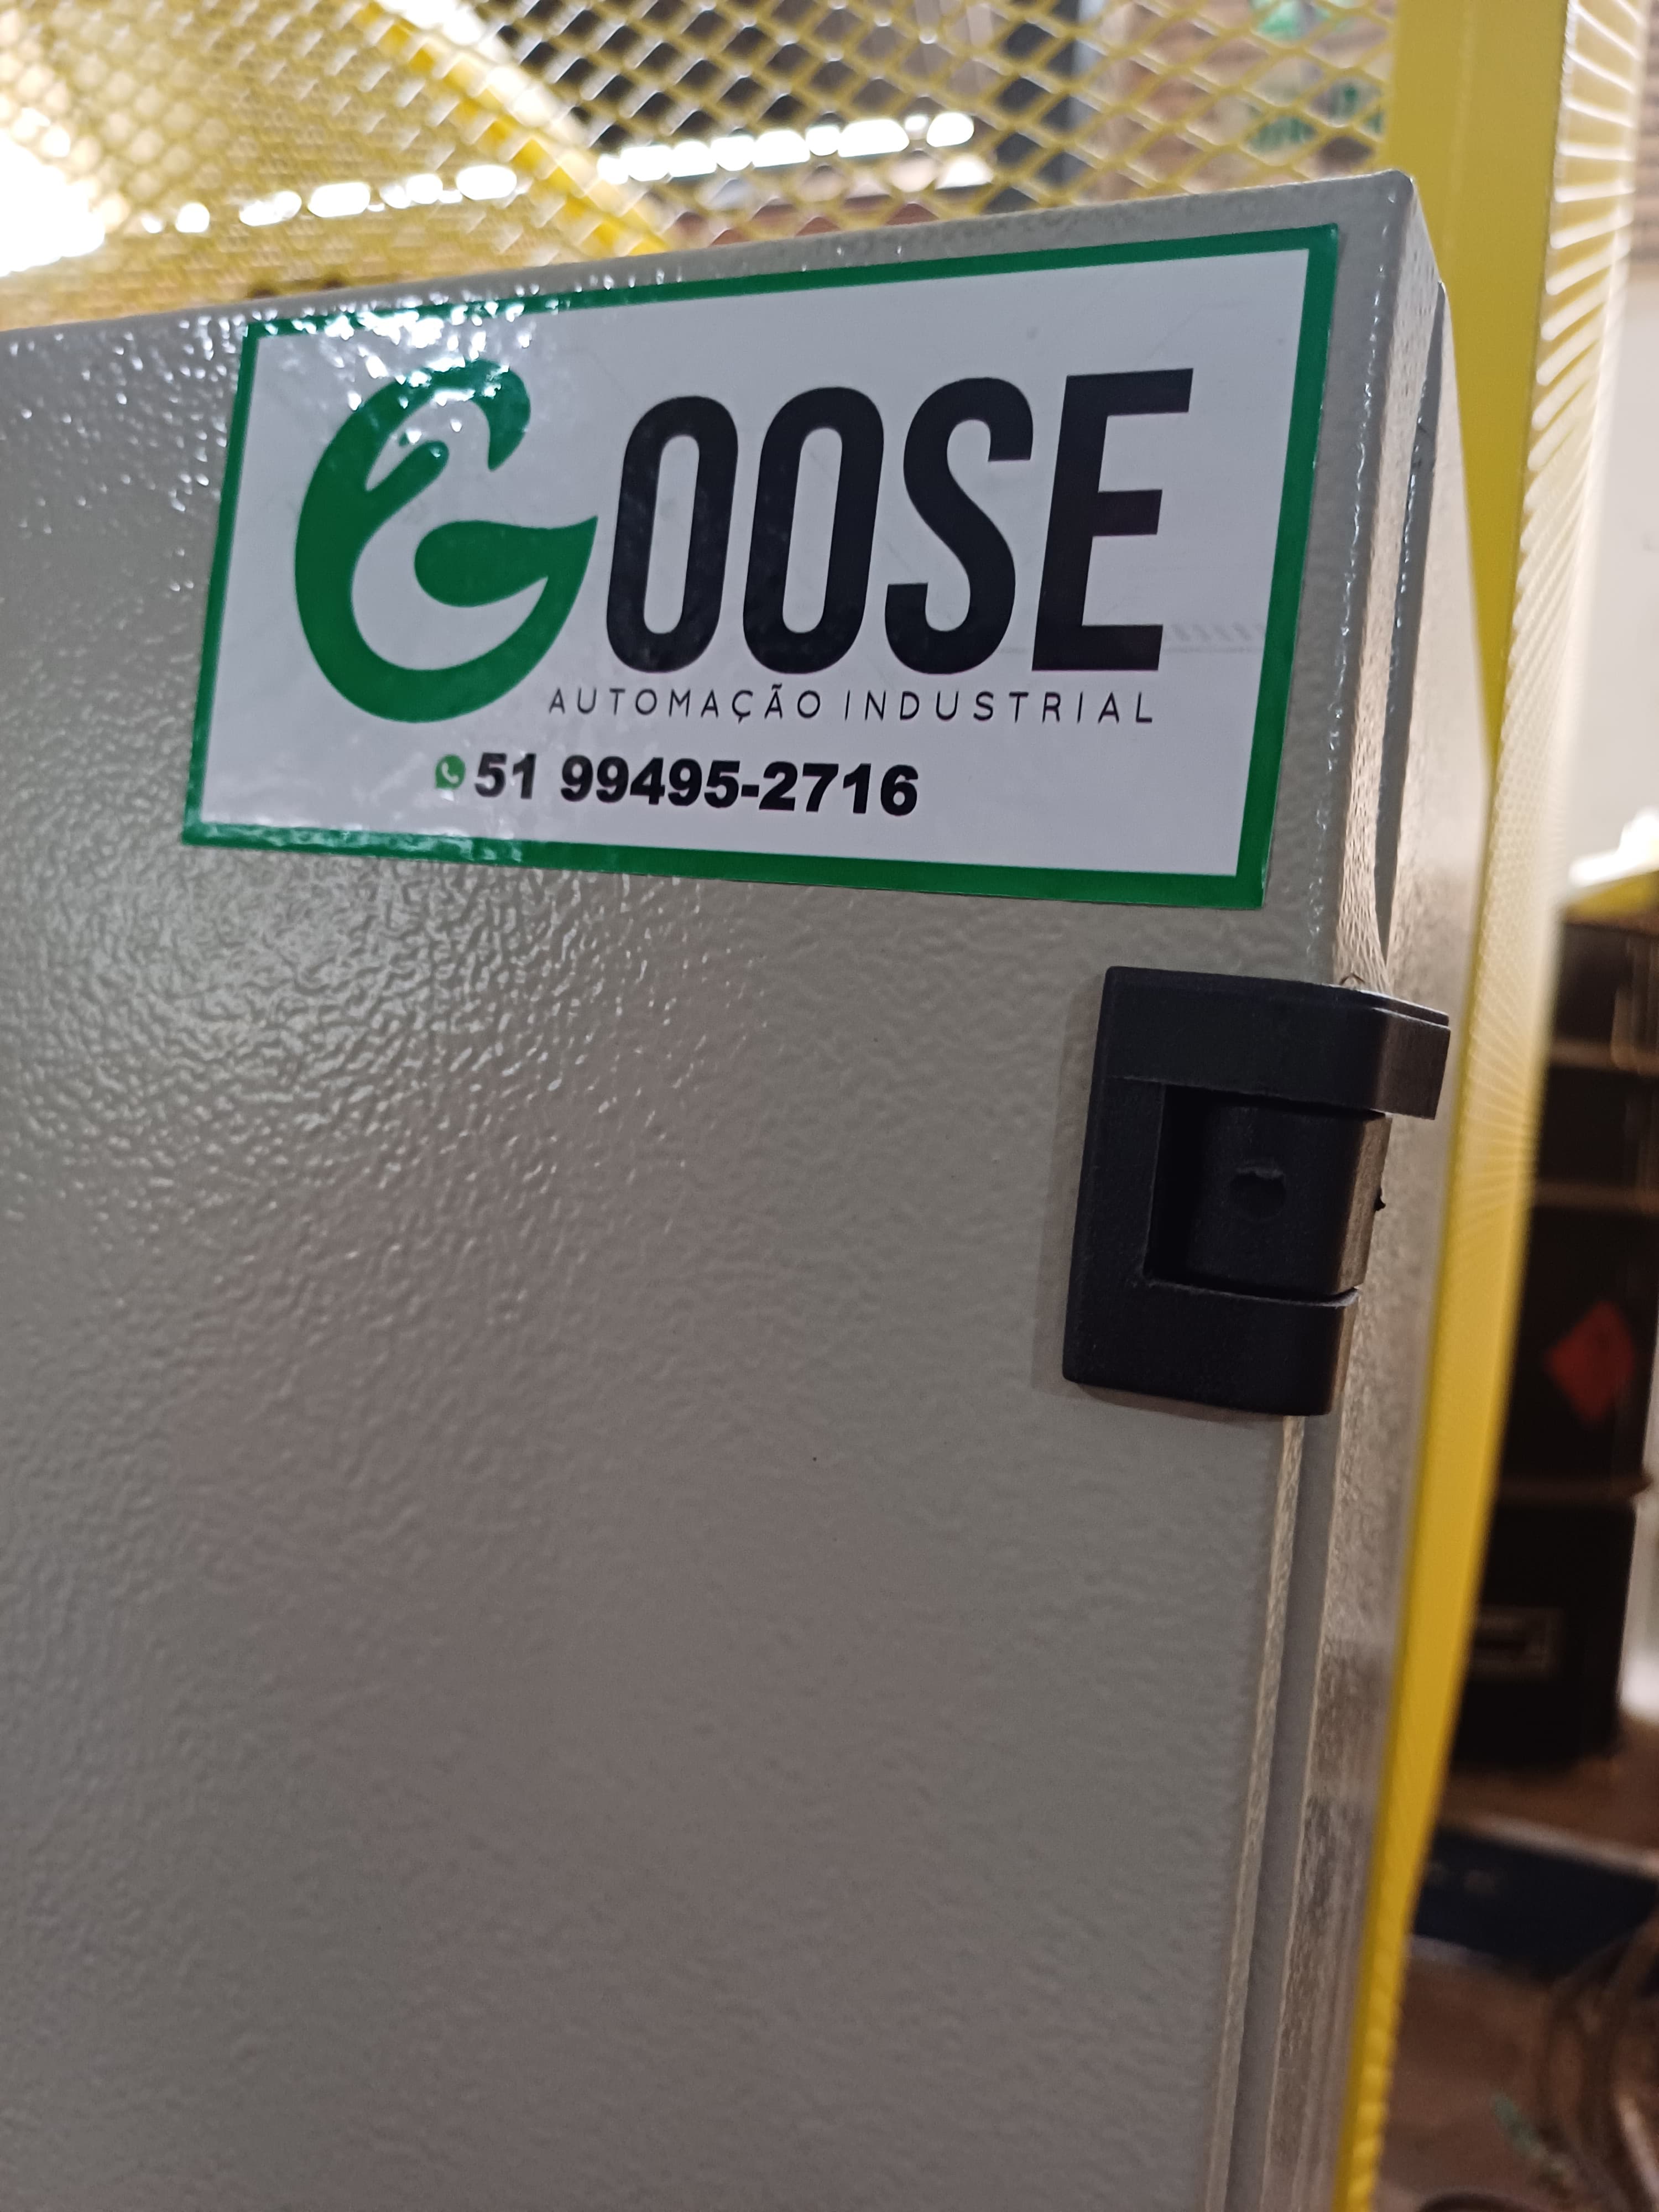 GOOSE
AUTOMAÇÃO INDUSTRIAL
51 99495-2716